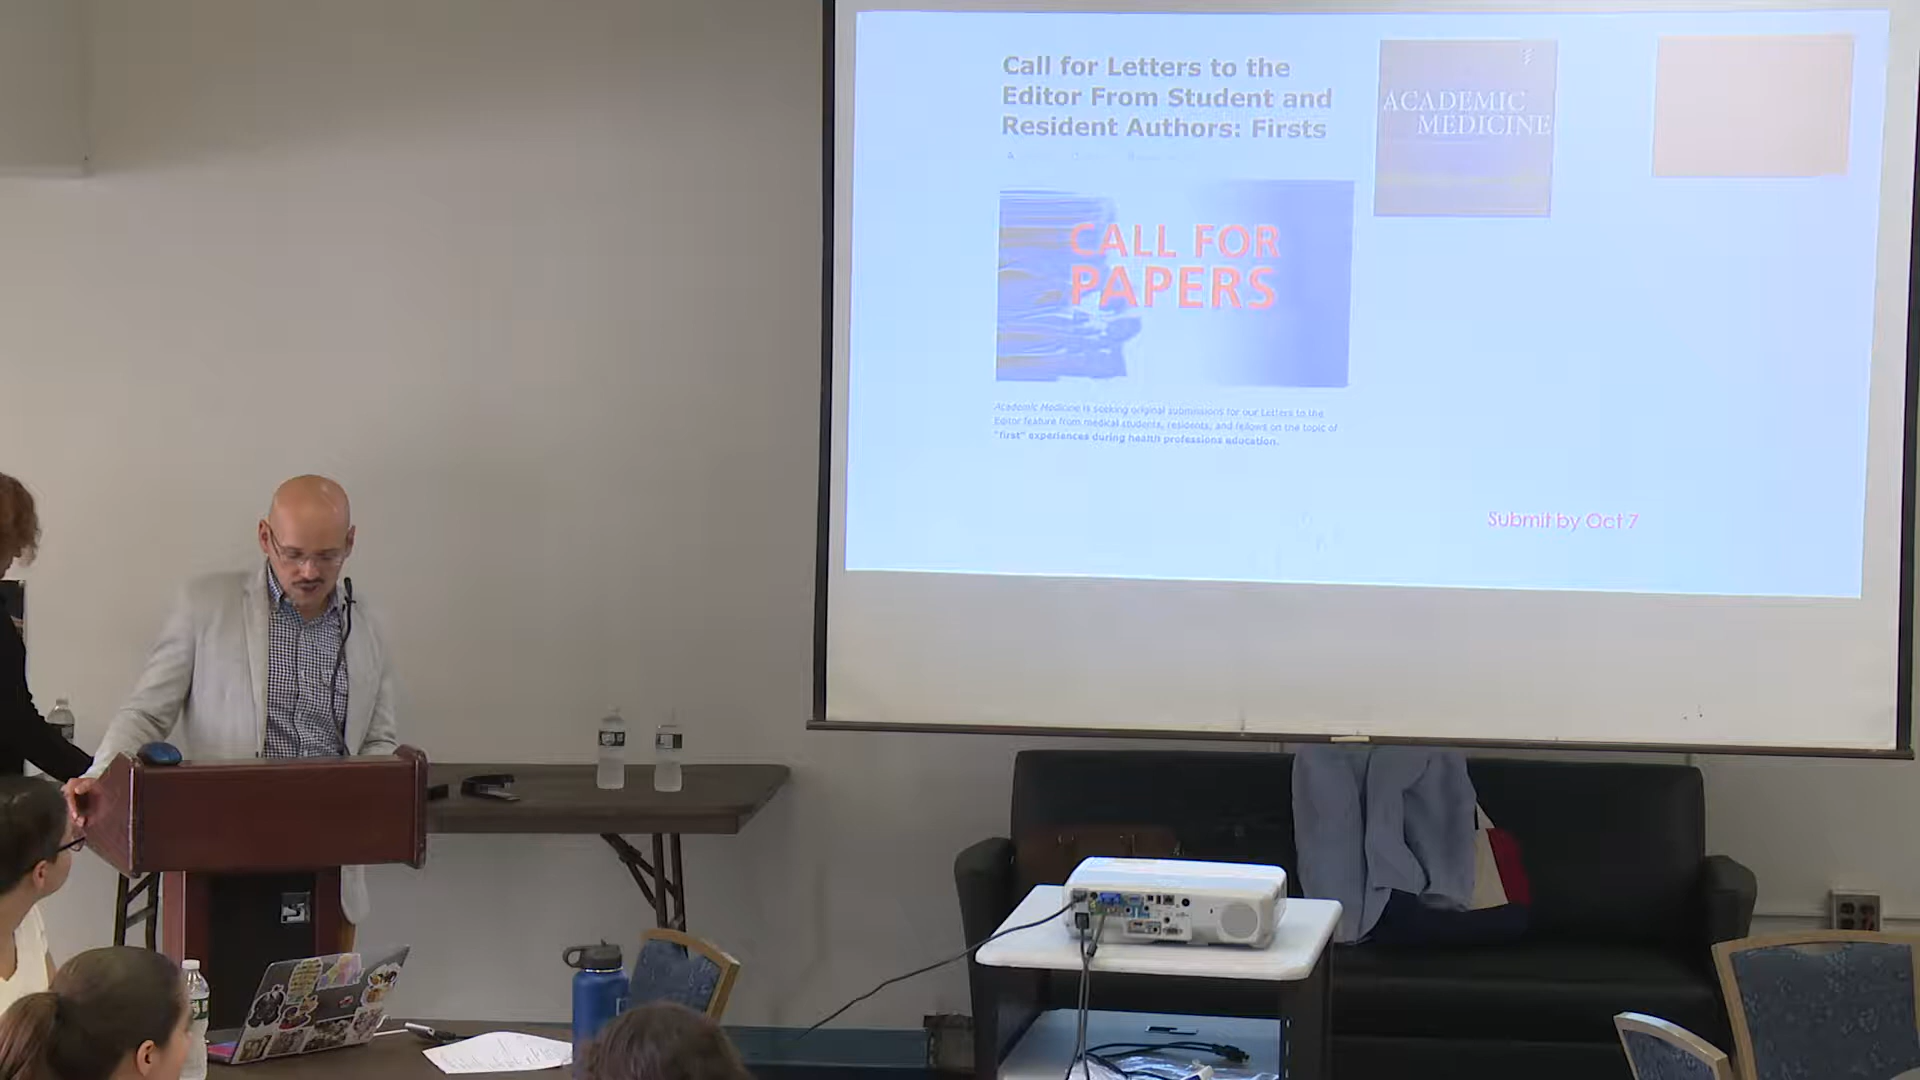 Call for Letters to the
Editor From Student and
Resident Authors: Firsts
CALL FOR
PAPERS
Academic Medicine is seeking original submissions for our Letters to the
Editor feature from medical students, residents, and fellows on the topic of
"first" experiences during health professions education.
ACADEMIC
MEDICINE
Submit by Oct 7